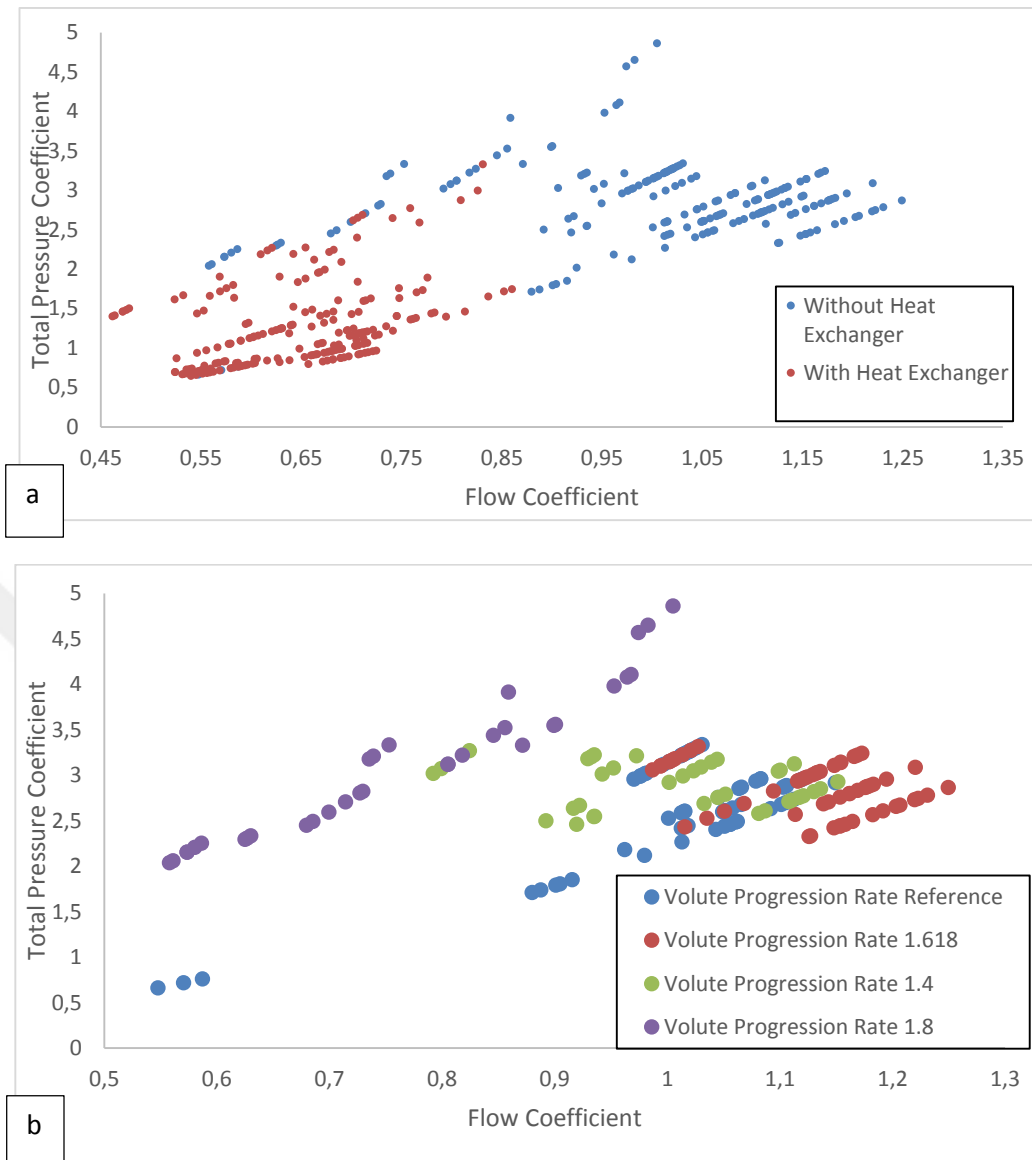 5
4,5
4
3,5
3
2,5
2
1,5
1
0,5
0
Total Pressure Coefficient
0,45 0,55 0,65 0,75 0,85 0,95 1,05 1,15 1,25 1,35
Flow Coefficient
Without Heat
Exchanger
With Heat Exchanger
a
5
4,5
4
3,5
3
2,5
2
1,5
1
0,5
0
Total Pressure Coefficient
0,5 0,6 0,7 0,8 0,9 1 1,1 1,2 1,3
Flow Coefficient
Volute Progression Rate Reference
Volute Progression Rate 1.618
Volute Progression Rate 1.4
Volute Progression Rate 1.8
b